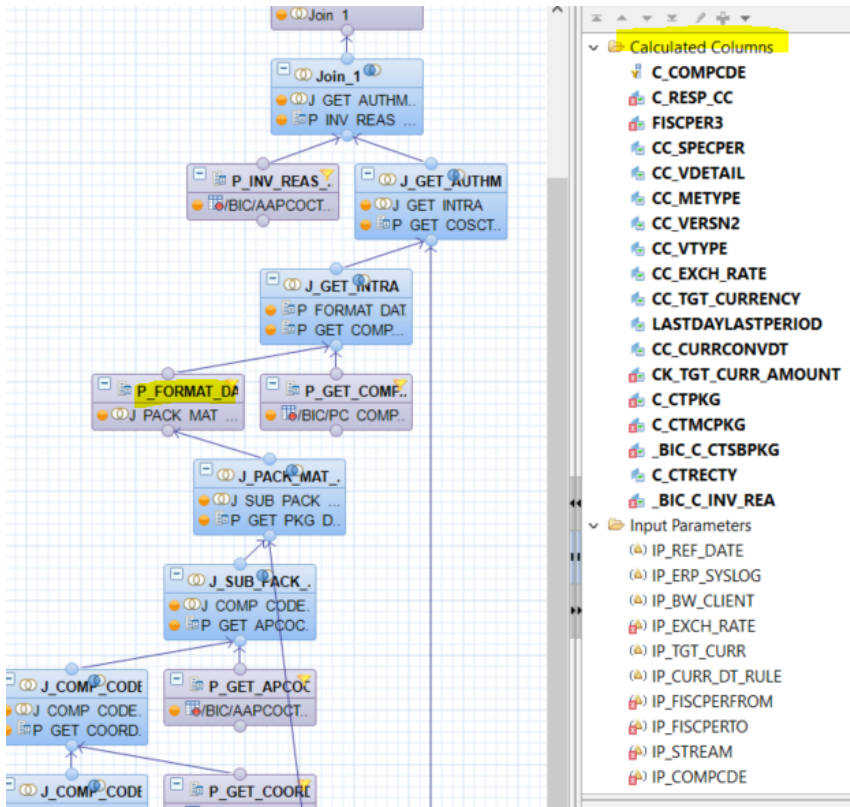 Join 1
Join_1
J GET AUTHM..
P INV REAS ...
P_INV_REAS_.
/BIC/AAPCOCT..
J_GET_AUTHM
J GET INTRA
P GET COSCT..
J_GET_INTRA
P FORMAT DAT
P GET COMP...
P_FORMAT_DA
J PACK MAT ...
P_GET_COMF
/BIC/PC COMP..
J_PACK_MAT_.
J SUB PACK ...
P GET PKG D..
J_SUB_PACK_.
J COMP CODE.
P GET APCOC.
J_COMP_CODE
J COMP CODE.
P GET COORD.
P_GET_APCOC
/BIC/AAPCOCT..
J_COMP_CODE
P_GET_COORD
Calculated Columns
C_COMPCDE
C_RESP_CC
FISCPER3
CC_SPECPER
CC_VDETAIL
CC_METYPE
CC_VERSN2
CC_VTYPE
CC_EXCH_RATE
CC_TGT_CURRENCY
LASTDAYLASTPERIOD
CC_CURRCONVDT
CK_TGT_CURR_AMOUNT
C_CTPKG
C_CTMCPKG
_BIC_C_CTSBPKG
C_CTRECTY
_BIC_C_INV_REA
Input Parameters
IP_REF_DATE
IP_ERP_SYSLOG
IP_BW_CLIENT
IP_EXCH_RATE
IP_TGT_CURR
IP_CURR_DT_RULE
IP_FISCPERFROM
IP_FISCPERTO
IP_STREAM
IP_COMPCDE